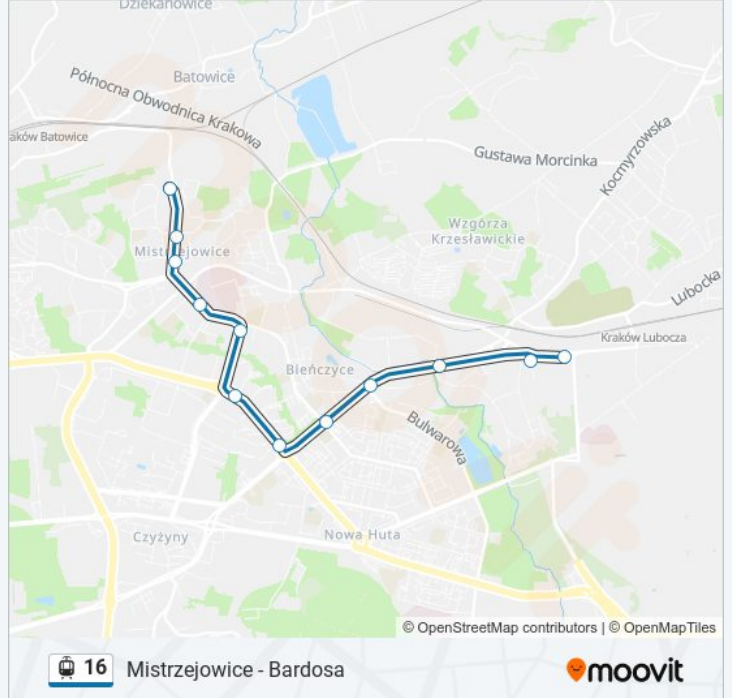 Dziekanowice
Batowice
Północna Obwodnica Krakowa
aków Batowice
Gustawa Morcinka
Kocmyrzowska
Wzgórza
Krzesławickie
Mistrzejowice
Lubocka
Kraków Lubocza
Bieńczyce
Bulwarowa
Czyżyny
Nowa Huta
© OpenStreetMap contributors | © OpenMapTiles
16 Mistrzejowice - Bardosa
moovit